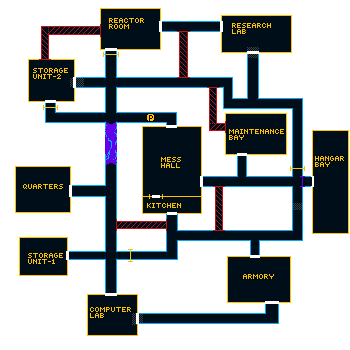 REACTOR
ROOM
RESEARCH
LAB
STORAGE
UNIT-2
P
MAINTENANCE
BAY
MESS
HALL
HANGAR
BAY
QUARTERS
KITCHEN
STORAGE
UNIT-1
ARMORY
COMPUTER
LAB